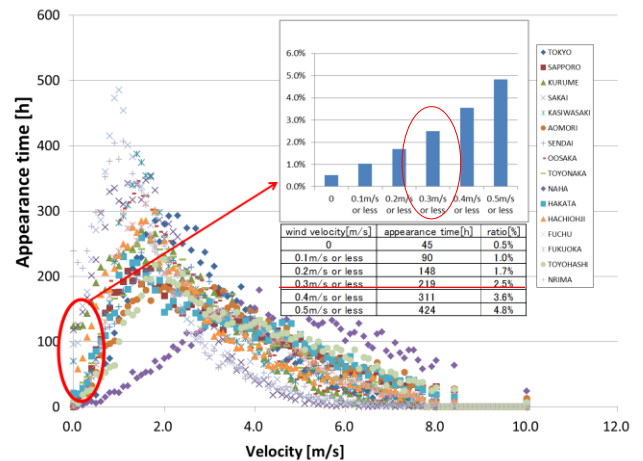 600
500
400
300
200
100
0
0.0
2.0
4.0
6.0
8.0
10.0
12.0
Appearance time [h]
Velocity [m/s]
6.0%
5.0%
4.0%
3.0%
2.0%
1.0%
0.0%
0
0.1m/s or less
0.2m/s or less
0.3m/s or less
0.4m/s or less
0.5m/s or less
wind velocity[m/s] appearance time[h] ratio[%]
0 45 0.5%
0.1m/s or less 90 1.0%
0.2m/s or less 148 1.7%
0.3m/s or less 219 2.5%
0.4m/s or less 311 3.6%
0.5m/s or less 424 4.8%
TOKYO
SAPPORO
KURUME
SAKAI
KASIWASAKI
AOMORI
SENDAI
OOSAKA
TOYONAKA
NAHA
HAKATA
HACHIOHJI
FUCHU
FUKUOKA
TOYOHASHI
NRIMA